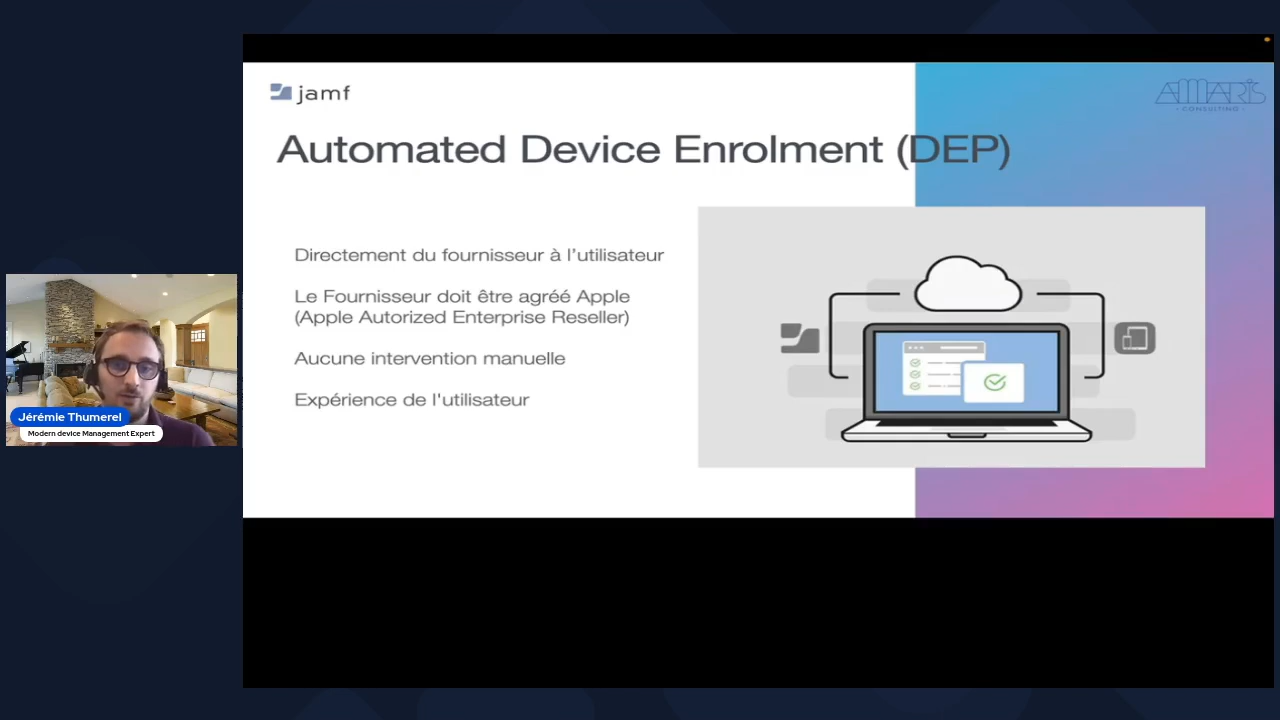 jamf
AMARIS
CONSULTING
Automated Device Enrolment (DEP)
Directement du fournisseur à l'utilisateur
Le Fournisseur doit être agréé Apple
(Apple Autorized Enterprise Reseller)
Aucune intervention manuelle
Expérience de l'utilisateur
Jérémie Thumerel
Modern device Management Expert